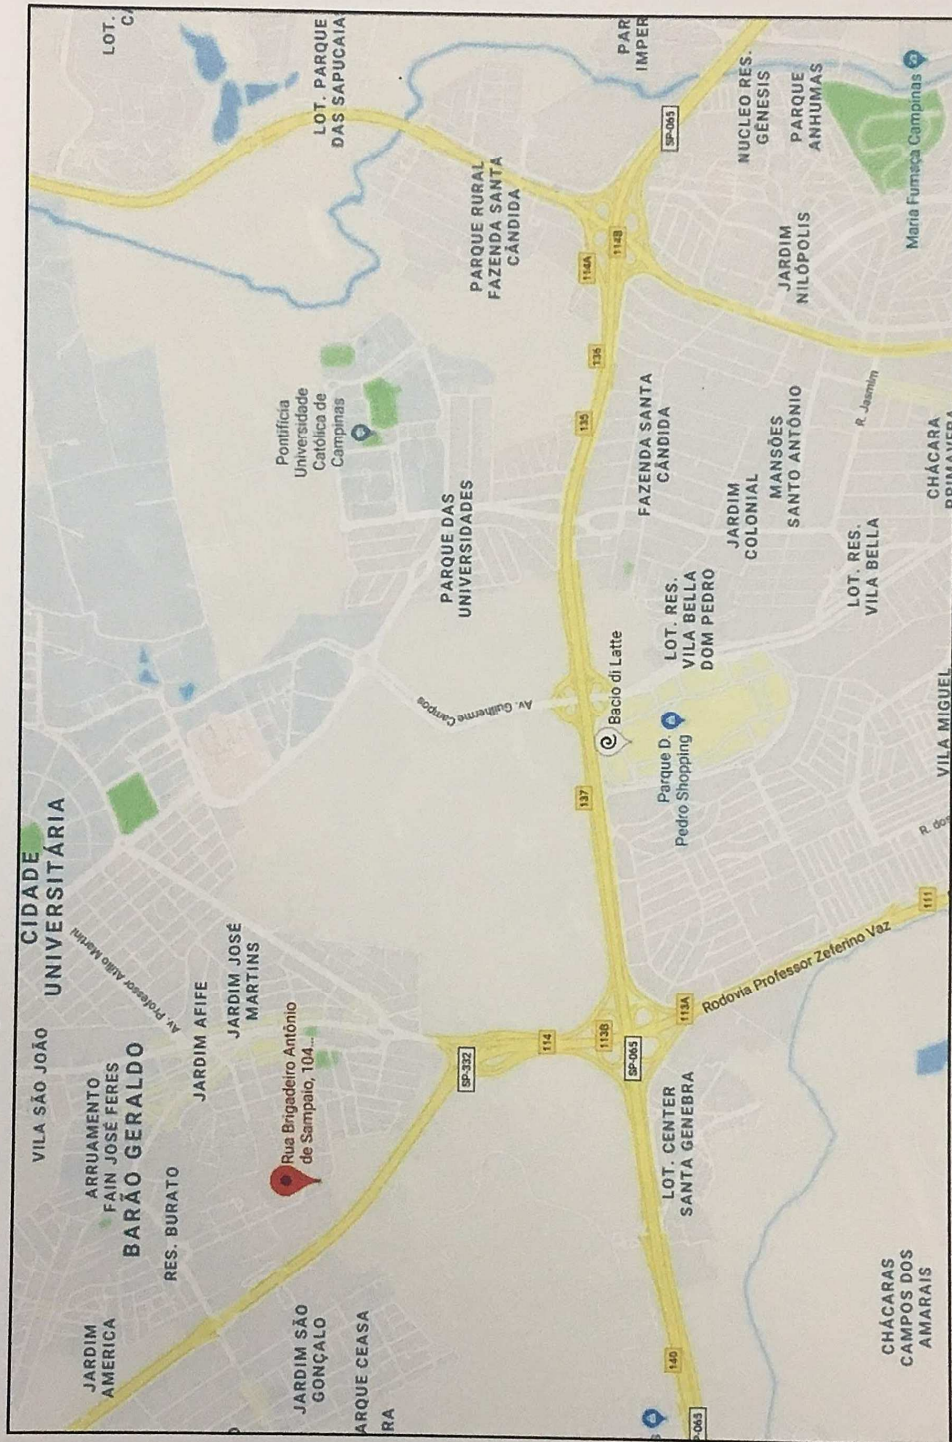 JARDIM
AMERICA
VILA SÃO JOÃO
ARRUAMENTO
FAIN JOSÉ FERES
BARÃO GERALDO
RES. BURATO
CIDADE
UNIVERSITÁRIA
Av. Professor Atílio Martini
JARDIM AFIFE
JARDIM JOSÉ
MARTINS
Rua Brigadeiro Antônio
de Sampaio, 104...
JARDIM SÃO
GONÇALO
ARQUE CEASA
RA
LOT.
LOT. PARQUE
DAS SAPUCAIA
Pontifícia
Universidade
Católica de
Campinas
PARQUE DAS
UNIVERSIDADES
PARQUE RURAL
FAZENDA SANTA
CÂNDIDA
PAR
IMPER
SP-065
Av. Guilherme Campos
SP-332
114
113B
SP-065
113A
137
135
136
114A
114B
140
P-065
Bacio di Latte
Parque D.
Pedro Shopping
LOT. RES.
VILA BELLA
DOM PEDRO
FAZENDA SANTA
CÂNDIDA
JARDIM
COLONIAL
MANSÕES
SANTO ANTÔNIO
JARDIM
NILÓPOLIS
NUCLEO RES.
GÊNESIS
PARQUE
ANHUMAS
Maria Fumaça Campinas
R. Jasmim
LOT. RES.
VILA BELLA
CHÁCARA
PRIMAVERA
VILA MIGUEL
R. dos
111
Rodovia Professor Zeferino Vaz
LOT. CENTER
SANTA GENEBRA
CHÁCARAS
CAMPOS DOS
AMARAIS